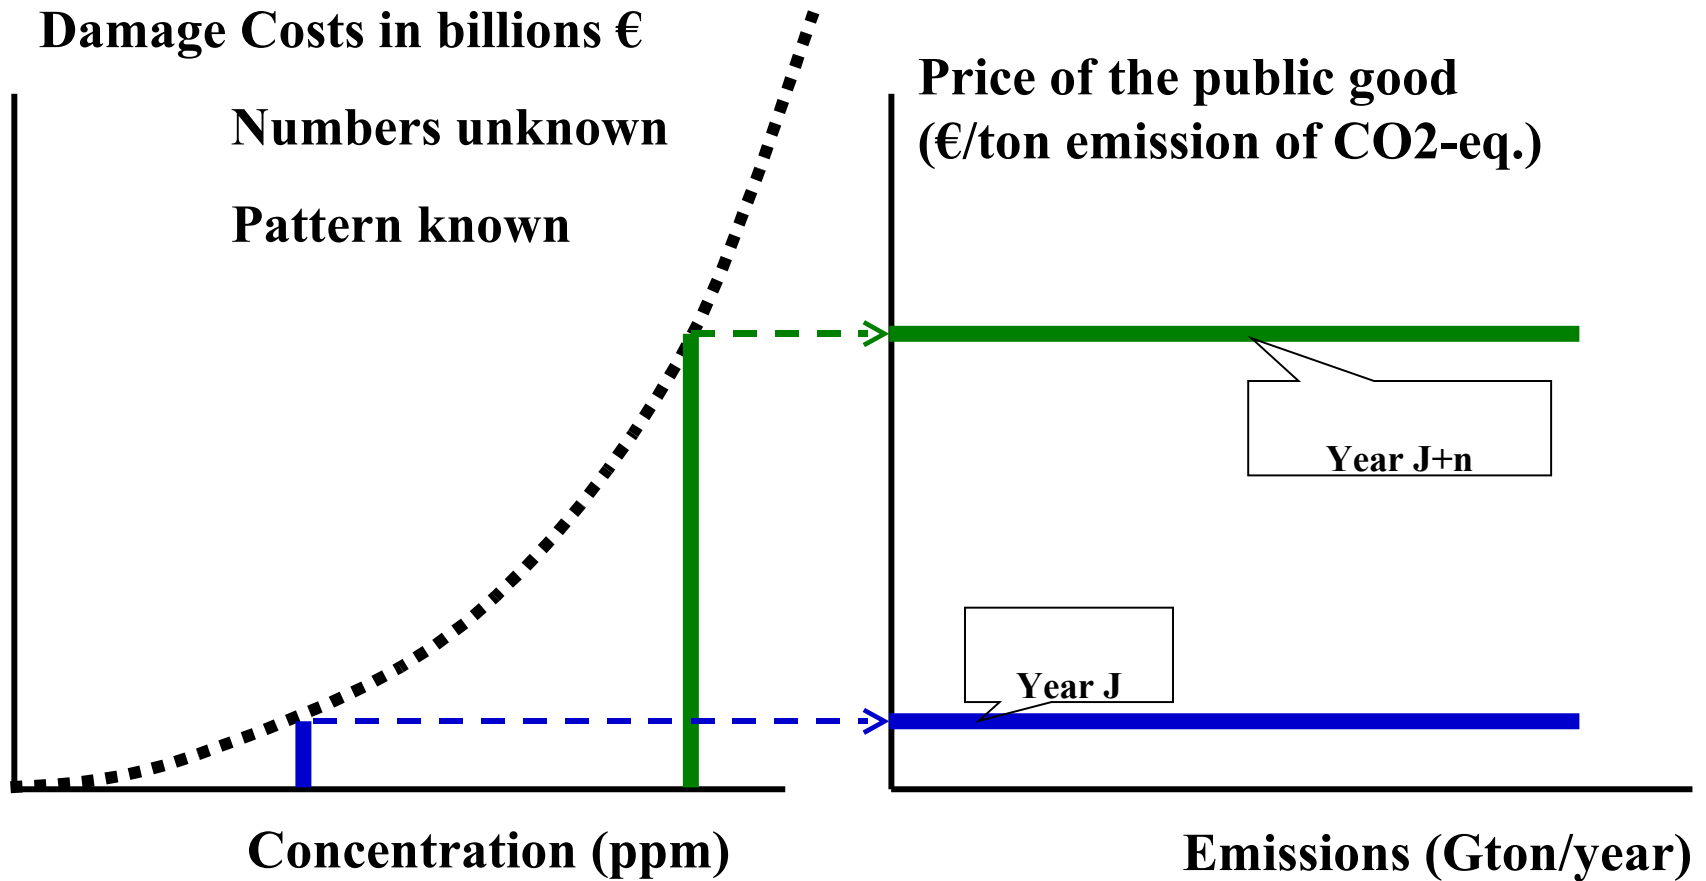 Damage Costs in billions €
Numbers unknown
Pattern known
Price of the public good
(€/ton emission of CO2-eq.)
Year J+n
Year J
Concentration (ppm)
Emissions (Gton/year)